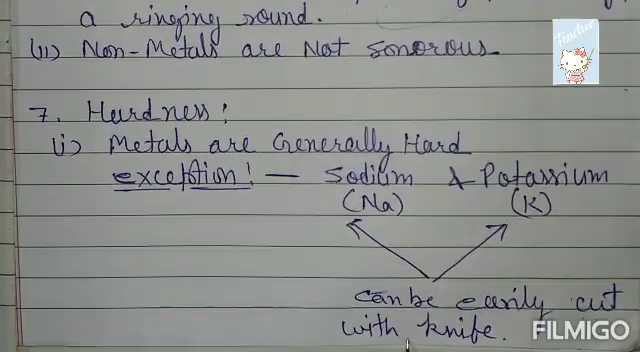 a ringing sound.
(ii) Non-Metals are Not sonorous.
Teacher
7. Hardness:
(i) Metals are Generally Hard
exception! — Sodium & Potassium
(Na) (K)
can be easily cut
with knife.
FILMIGO